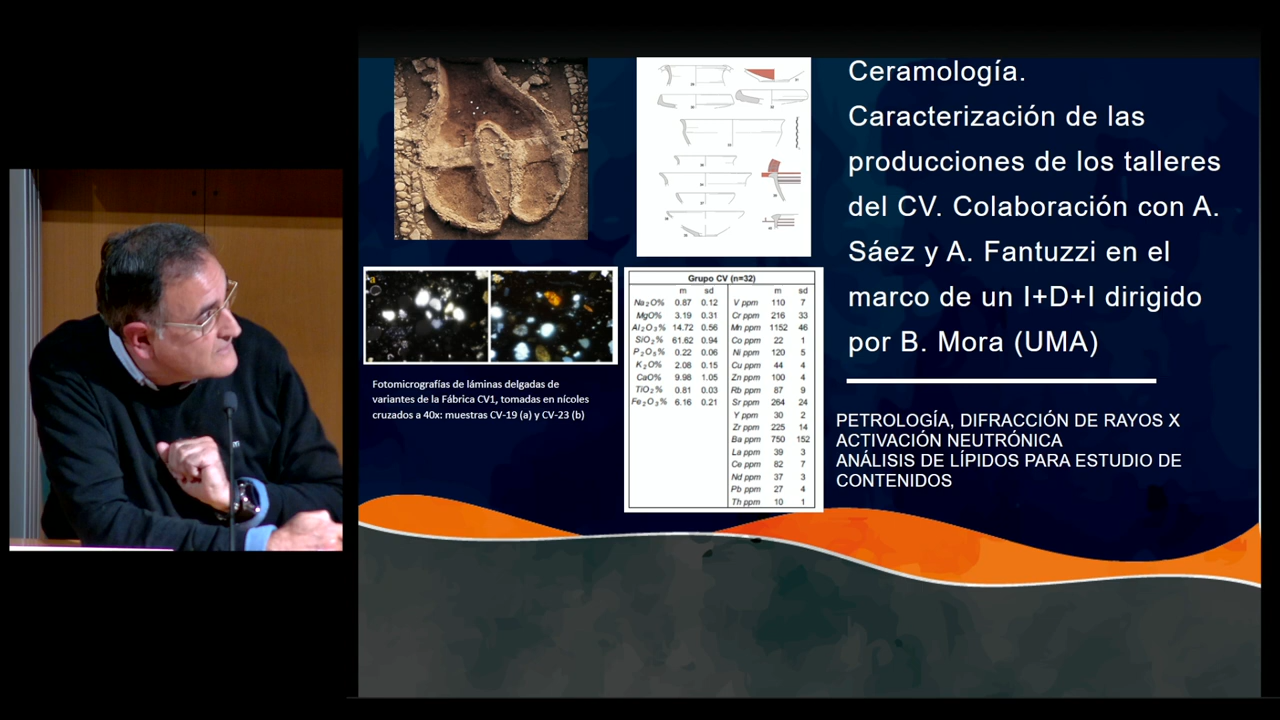 Ceramología.
Caracterización de las
producciones de los talleres
del CV. Colaboración con A.
Sáez y A. Fantuzzi en el
marco de un I+D+I dirigido
por B. Mora (UMA)
PETROLOGÍA, DIFRACCIÓN DE RAYOS X
ACTIVACIÓN NEUTRÓNICA
ANÁLISIS DE LÍPIDOS PARA ESTUDIO DE
CONTENIDOS
Fotomicrografías de láminas delgadas de
variantes de la Fábrica CV1, tomadas en nícoles
cruzados a 40x: muestras CV-19 (a) y CV-23 (b)
Grupo CV (n=32)
m sd m sd
Na₂O% 0.87 0.12 V ppm 110 7
MgO% 3.19 0.31 Cr ppm 216 33
Al₂O₃% 14.72 0.56 Mn ppm 1152 46
SiO₂% 61.62 0.94 Co ppm 22 1
P₂O₅% 0.22 0.06 Ni ppm 120 5
K₂O% 2.08 0.15 Cu ppm 44 4
CaO% 9.98 1.05 Zn ppm 100 4
TiO₂% 0.81 0.03 Rb ppm 87 9
Fe₂O₃% 6.16 0.21 Sr ppm 264 24
Y ppm 30 2
Zr ppm 225 14
Ba ppm 750 152
La ppm 39 3
Ce ppm 82 7
Nd ppm 37 3
Pb ppm 27 4
Th ppm 10 1